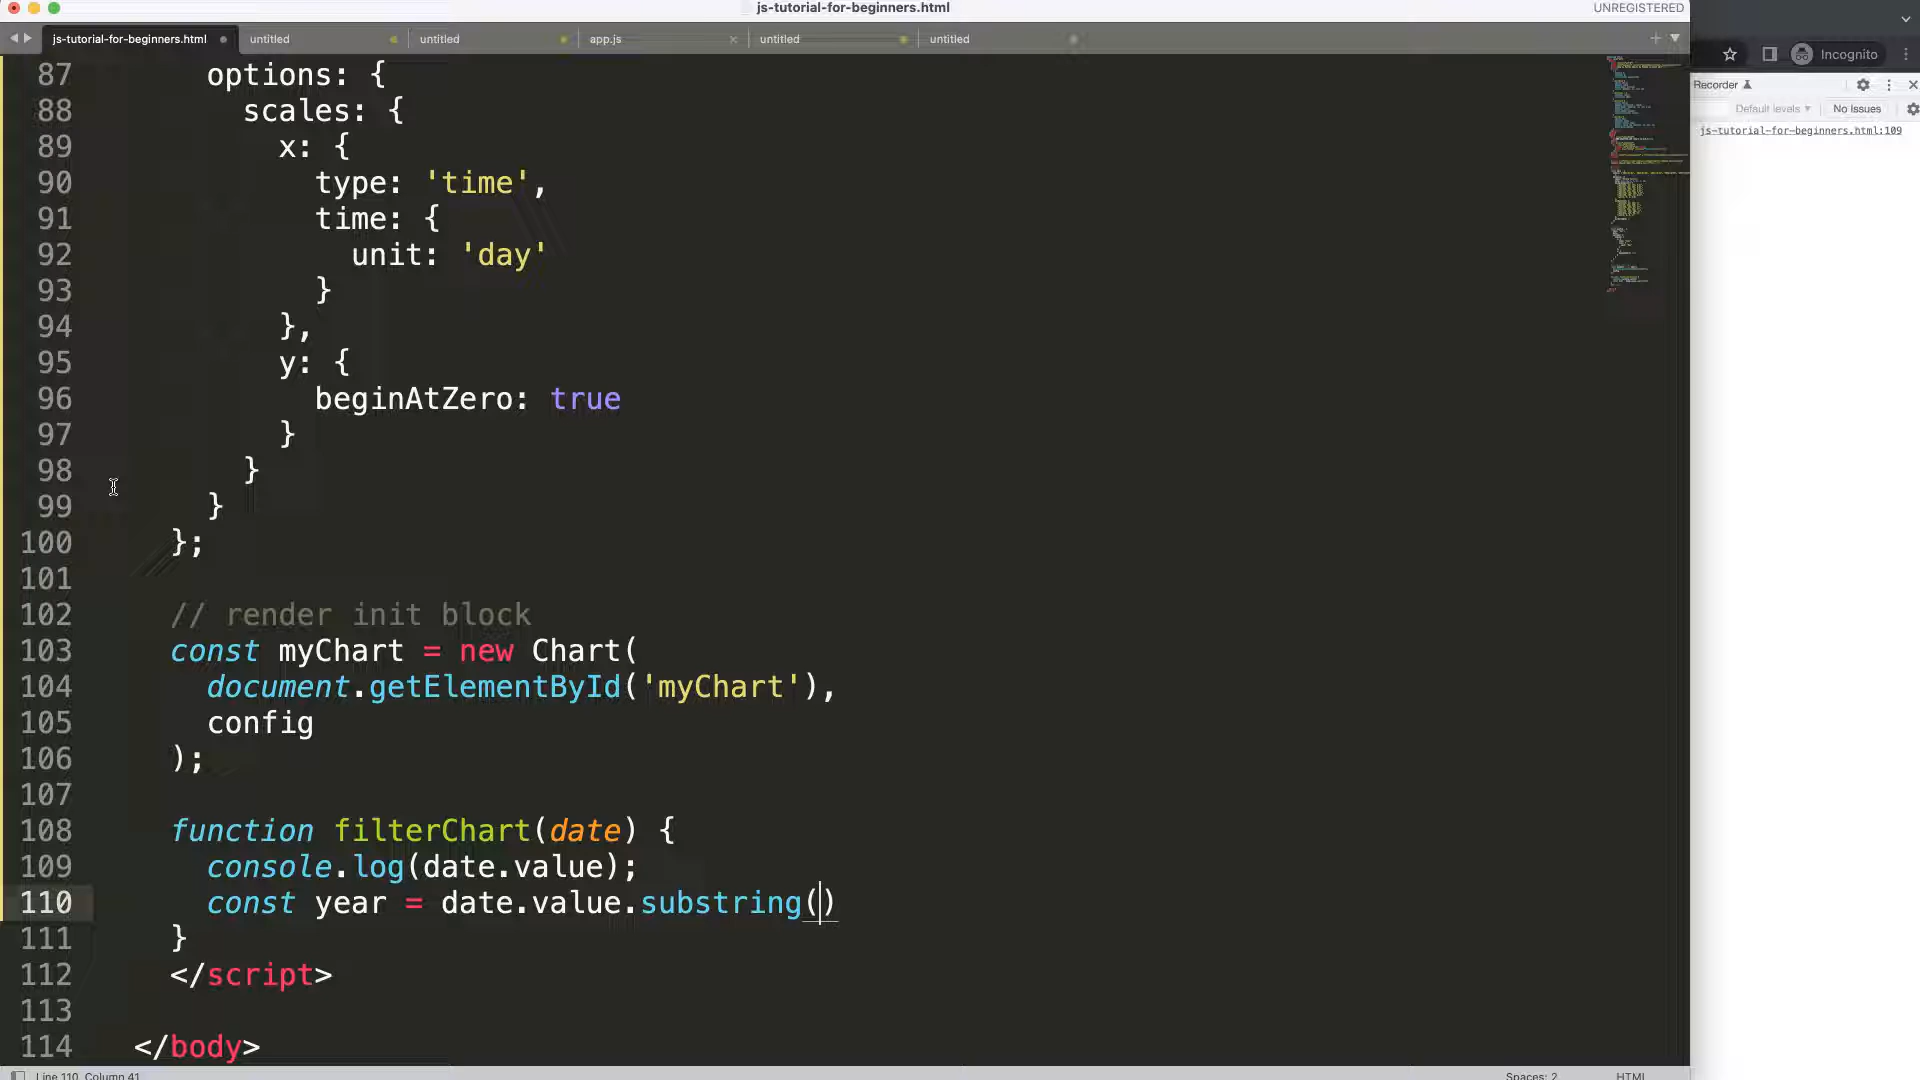 js-tutorial-for-beginners.html
UNREGISTERED
js-tutorial-for-beginners.html
untitled
untitled
app.js
untitled
untitled
Incognito
Recorder
Default levels
No Issues
js-tutorial-for-beginners.html:109
87 options: {
88 scales: {
89 x: {
90 type: 'time',
91 time: {
92 unit: 'day'
93 }
94 },
95 y: {
96 beginAtZero: true
97 }
98 }
99 }
100 };
101
102 // render init block
103 const myChart = new Chart(
104 document.getElementById('myChart'),
105 config
106 );
107
108 function filterChart(date) {
109 console.log(date.value);
110 const year = date.value.substring()
111 }
112 </script>
113
114 </body>
Line 110, Column 41
Spaces: 2
HTML